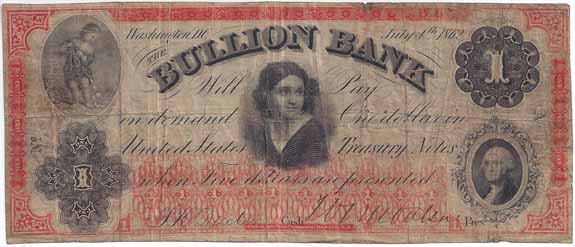 Washington, D.C. July 4th 1862
THE
BULLION BANK
1
Will Pay
on demand One dollar in
No.
United States Treasury Notes
1
when Five dollars are presented
Cash. Pres.